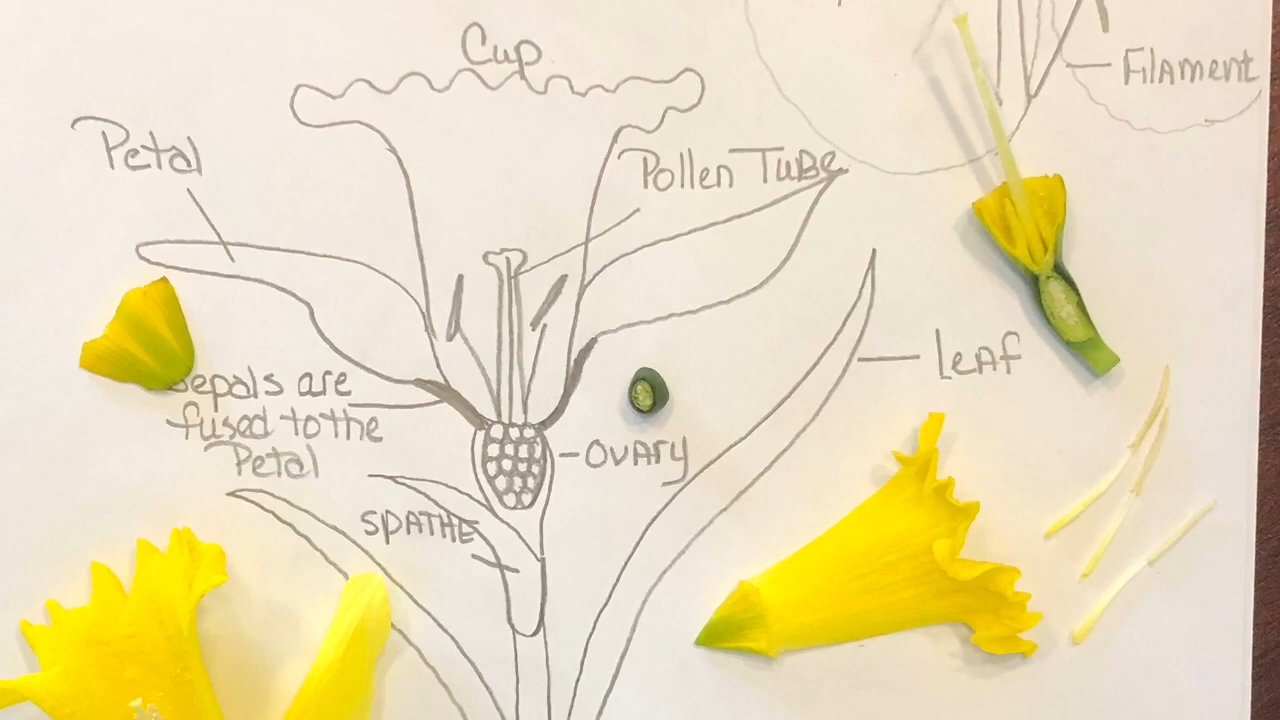 Cup
Filament
Petal
Pollen Tube
Leaf
Sepals are
fused to the
Petal
Ovary
SPATHE